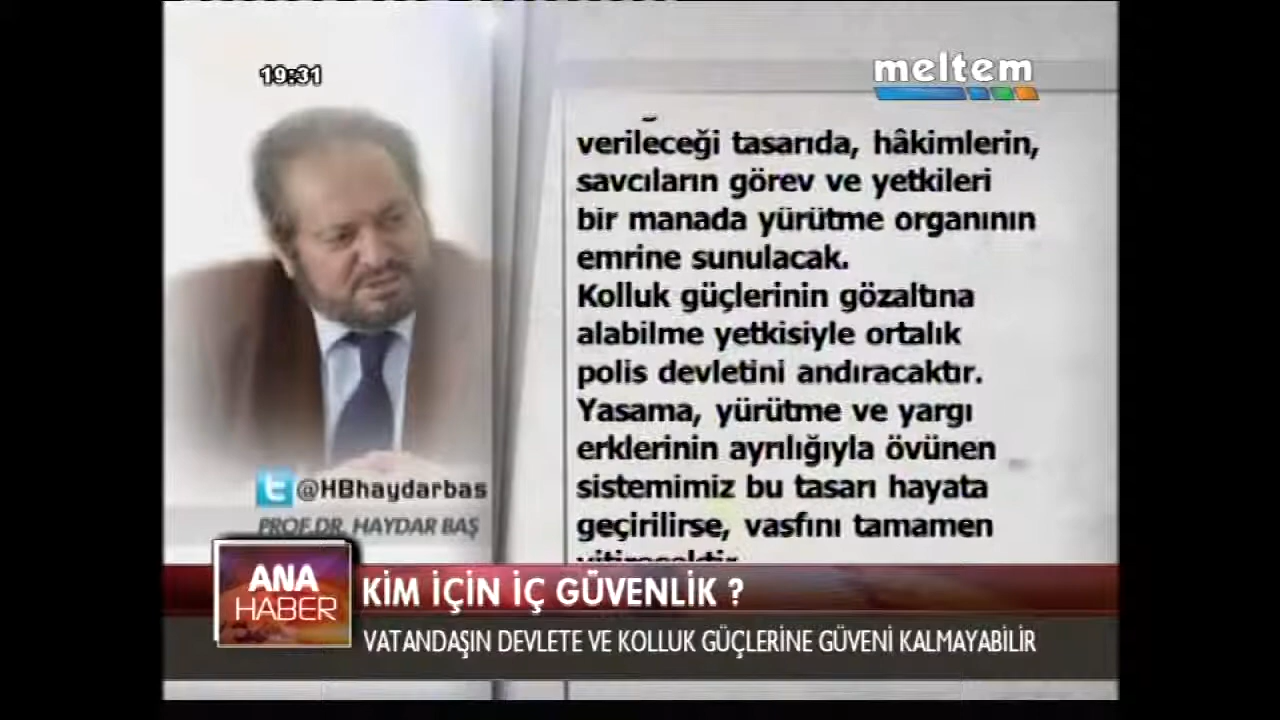 19:31
meltem
verileceği tasarıda, hâkimlerin,
savcıların görev ve yetkileri
bir manada yürütme organının
emrine sunulacak.
Kolluk güçlerinin gözaltına
alabilme yetkisiyle ortalık
polis devletini andıracaktır.
Yasama, yürütme ve yargı
erklerinin ayrılığıyla övünen
sistemimiz bu tasarı hayata
geçirilirse, vasfını tamamen
@HBhaydarbas
PROF.DR. HAYDAR BAŞ
ANA
HABER
KİM İÇİN İÇ GÜVENLİK ?
VATANDAŞIN DEVLETE VE KOLLUK GÜÇLERİNE GÜVENİ KALMAYABİLİR